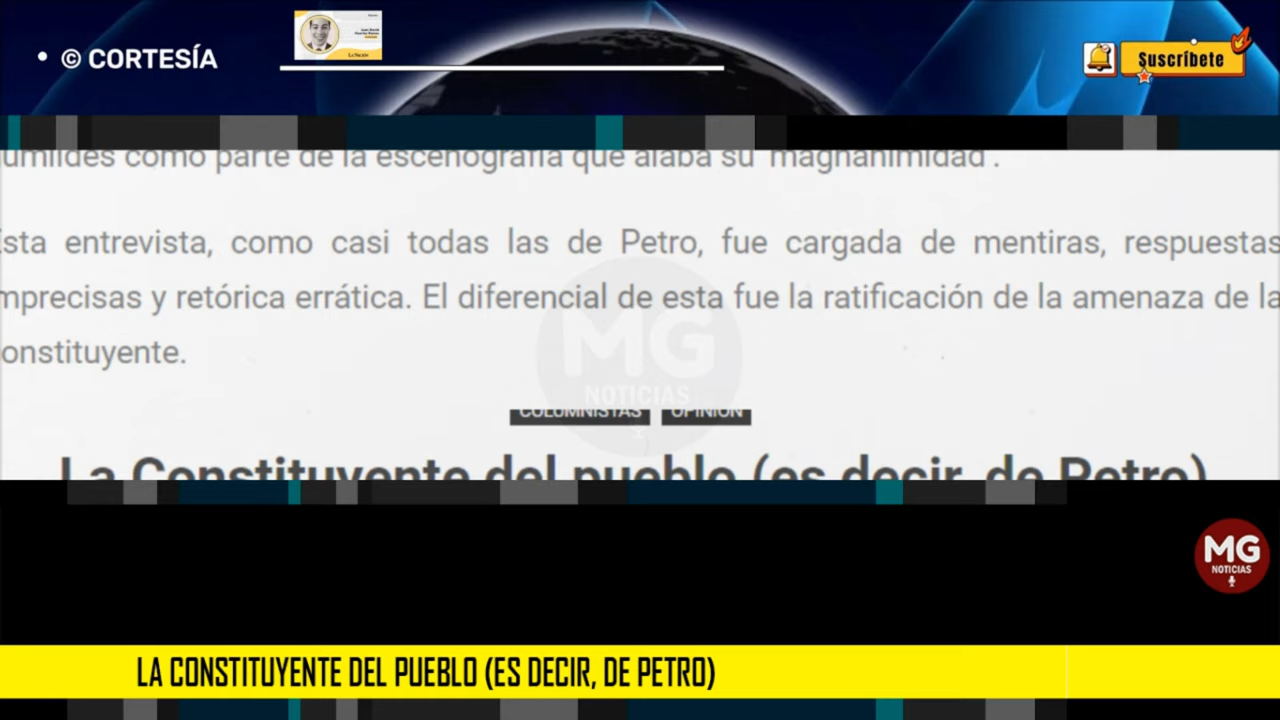 © CORTESÍA
Suscríbete
umildes como parte de la escenografía que alaba su "magnanimidad".
Esta entrevista, como casi todas las de Petro, fue cargada de mentiras, respuestas
mprecisas y retórica errática. El diferencial de esta fue la ratificación de la amenaza de la
onstituyente.
MG
NOTICIAS
COLUMNISTAS OPINIÓN
La Constituyente del pueblo (es decir, de Petro)
MG
NOTICIAS
LA CONSTITUYENTE DEL PUEBLO (ES DECIR, DE PETRO)